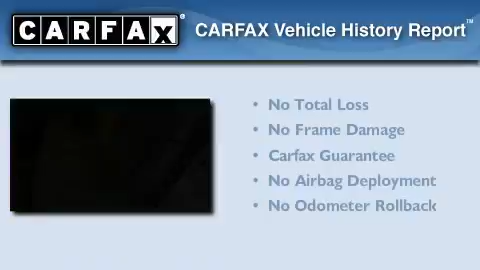 CARFAX® CARFAX Vehicle History Report™
• No Total Loss
• No Frame Damage
• Carfax Guarantee
• No Airbag Deployment
• No Odometer Rollback